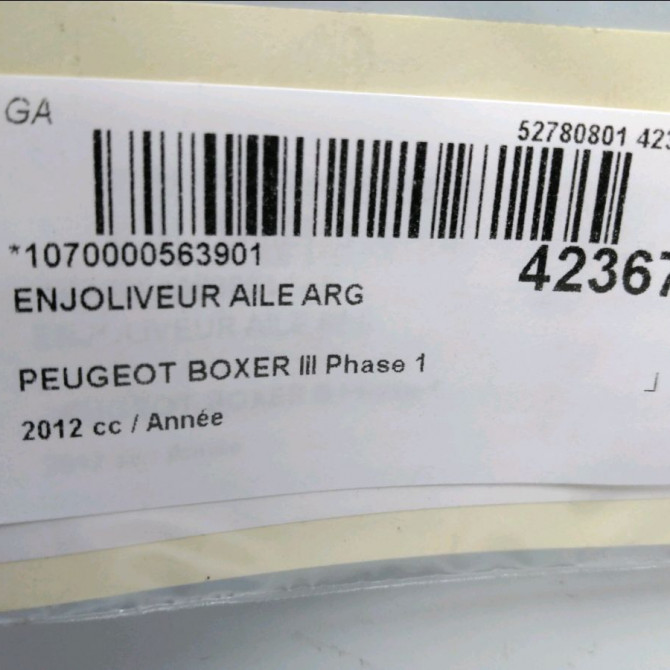 GA
52780801 423
*1070000563901
42367
ENJOLIVEUR AILE ARG
PEUGEOT BOXER III Phase 1
2012 cc / Année